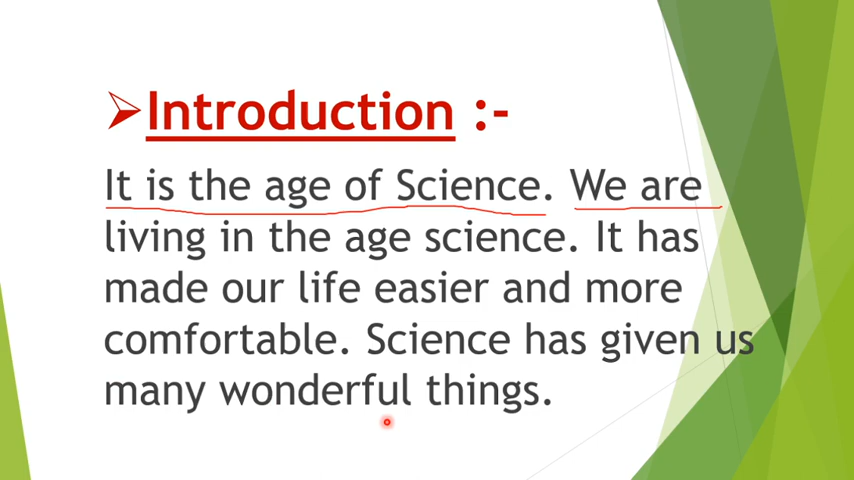 Introduction :-
It is the age of Science. We are
living in the age science. It has
made our life easier and more
comfortable. Science has given us
many wonderful things.